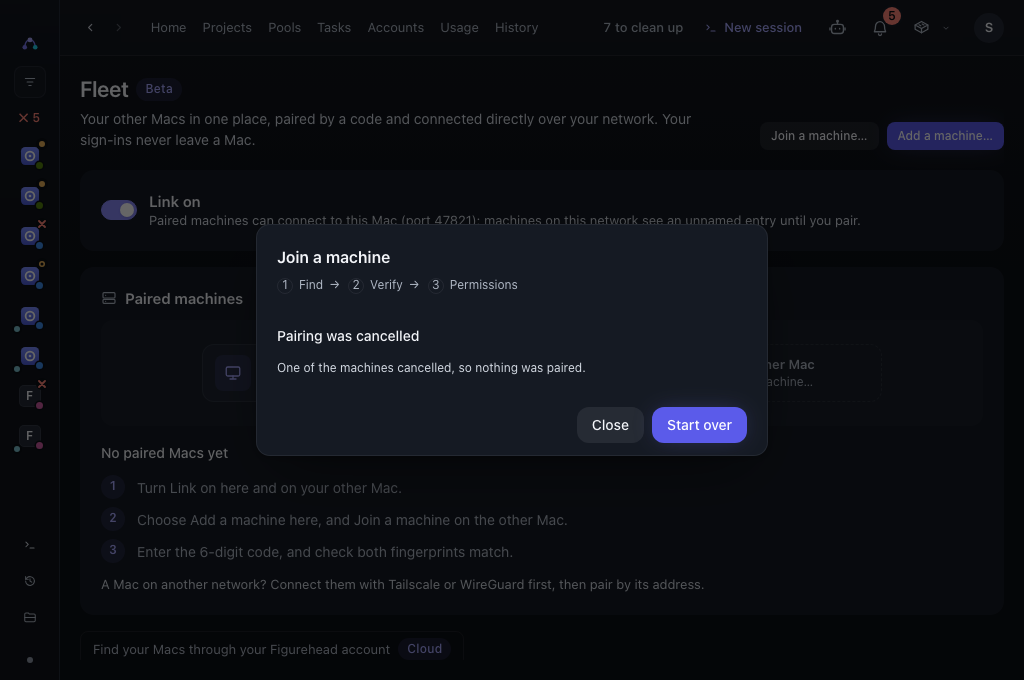 Home Projects Pools Tasks Accounts Usage History 7 to clean up New session 5 S
5
F
F
Fleet Beta
Your other Macs in one place, paired by a code and connected directly over your network. Your
sign-ins never leave a Mac.
Join a machine... Add a machine...
Link on
Paired machines can connect to this Mac (port 47821); machines on this network see an unnamed entry until you pair.
Paired machines
Mac
Join a machine
1 Find → 2 Verify → 3 Permissions
Pairing was cancelled
One of the machines cancelled, so nothing was paired.
Close Start over
No paired Macs yet
1 Turn Link on here and on your other Mac.
2 Choose Add a machine here, and Join a machine on the other Mac.
3 Enter the 6-digit code, and check both fingerprints match.
A Mac on another network? Connect them with Tailscale or WireGuard first, then pair by its address.
Find your Macs through your Figurehead account Cloud